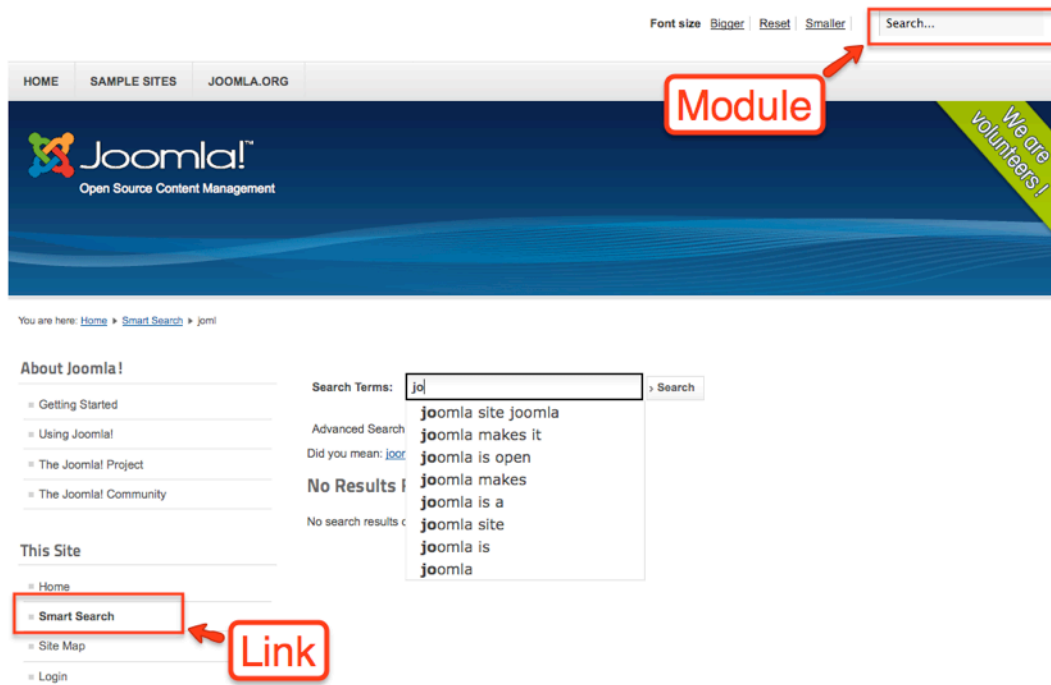 Font size Bigger Reset Smaller Search...
Module
HOME SAMPLE SITES JOOMLA.ORG
We are
volunteers!
Joomla!™
Open Source Content Management
You are here: Home Smart Search joml
About Joomla!
Getting Started
Using Joomla!
The Joomla! Project
The Joomla! Community
This Site
Home
Smart Search
Link
Site Map
Login
Search Terms: jo › Search
joomla site joomla
Advanced Search
joomla makes it
Did you mean:
joomla is open
joomla makes
No Results
joomla is a
No search results
joomla site
joomla is
joomla